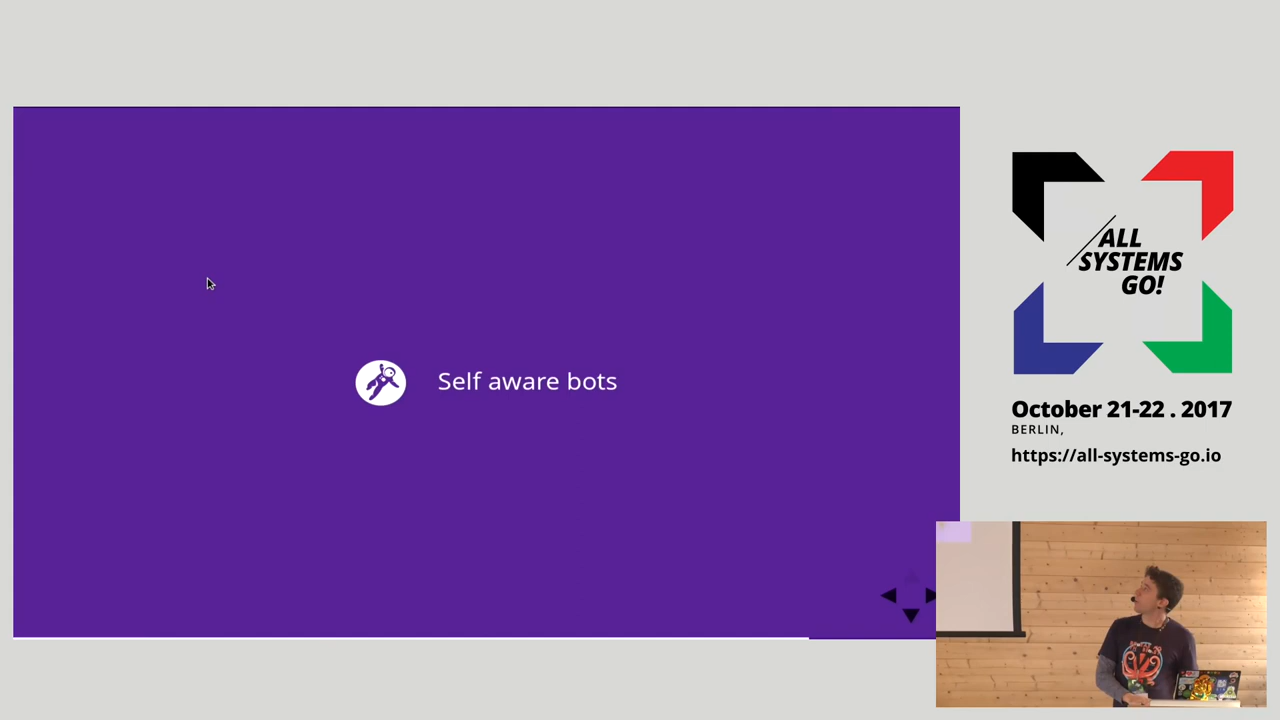 Self aware bots
ALL
SYSTEMS
GO!
October 21-22 . 2017
BERLIN,
https://all-systems-go.io